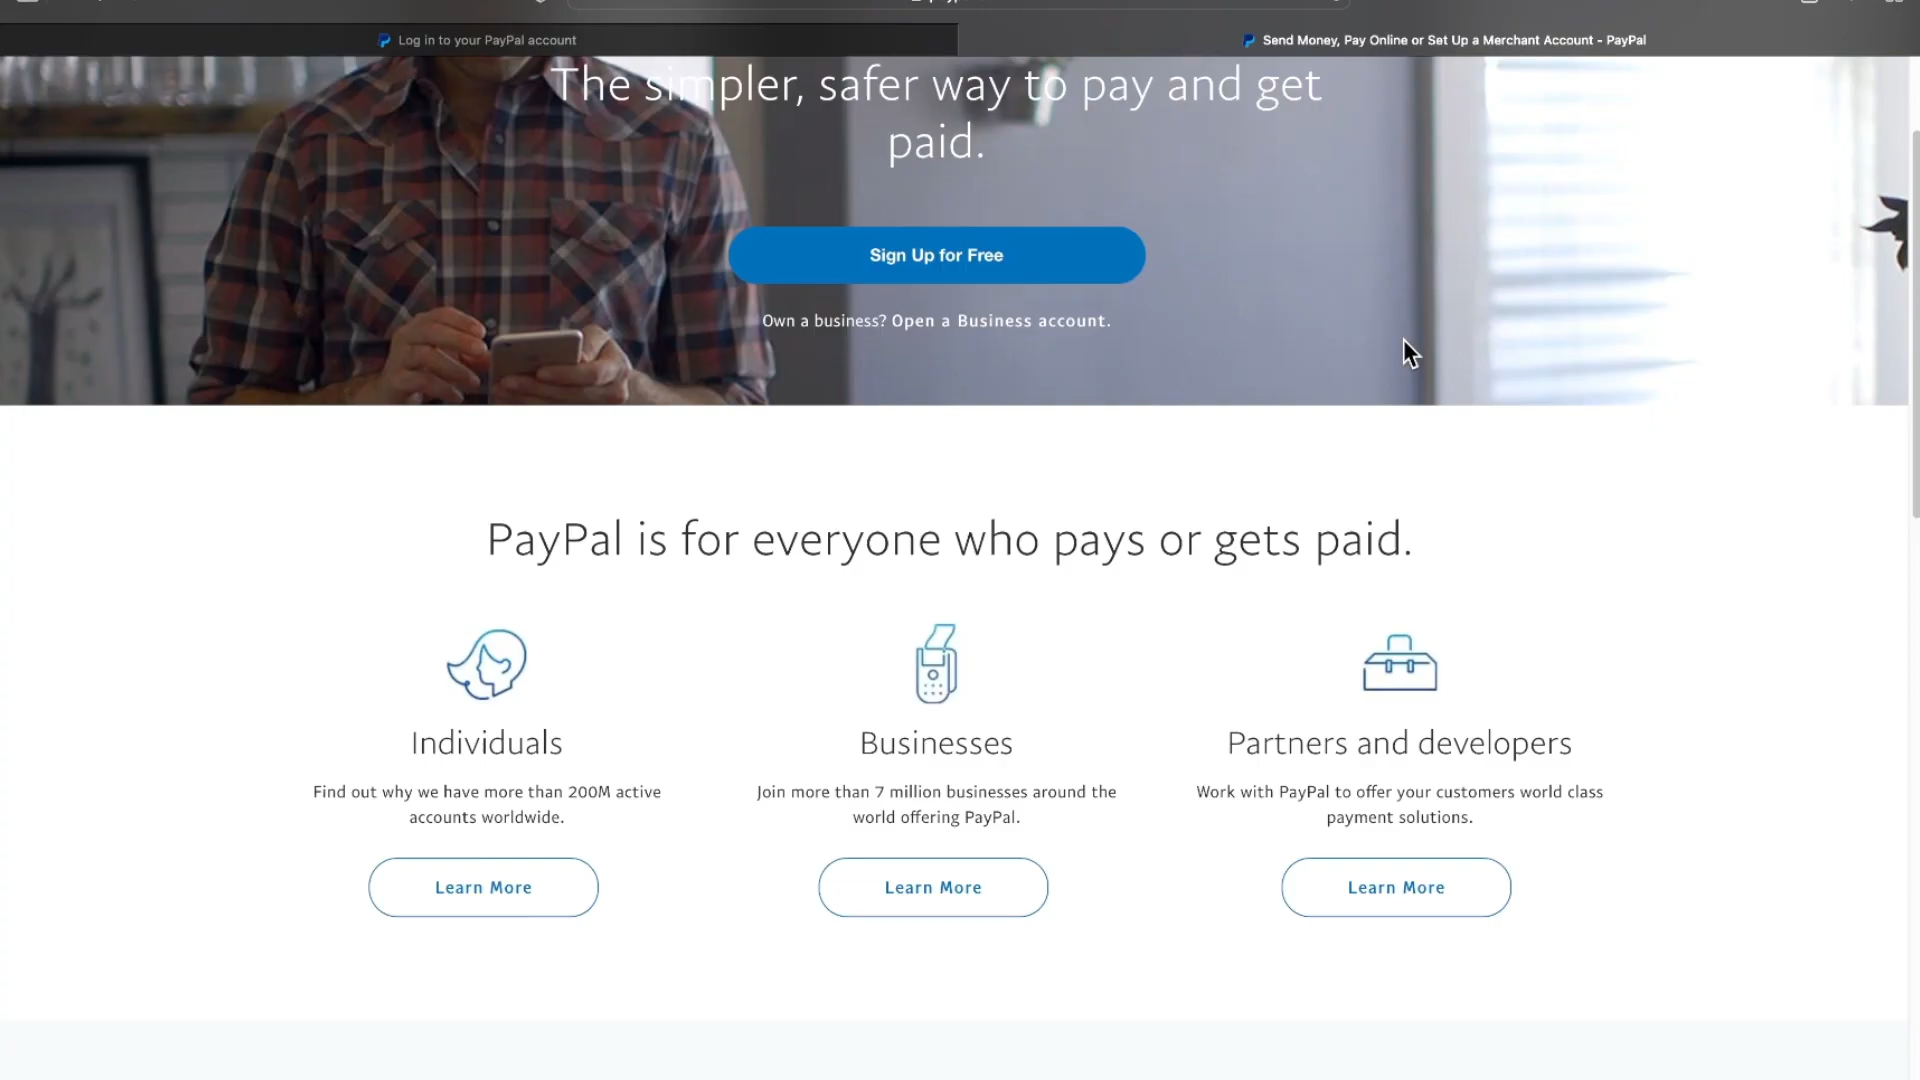 Log in to your PayPal account
Send Money, Pay Online or Set Up a Merchant Account - PayPal
The simpler, safer way to pay and get
paid.
Sign Up for Free
Own a business? Open a Business account.
PayPal is for everyone who pays or gets paid.
Individuals
Find out why we have more than 200M active
accounts worldwide.
Learn More
Businesses
Join more than 7 million businesses around the
world offering PayPal.
Learn More
Partners and developers
Work with PayPal to offer your customers world class
payment solutions.
Learn More